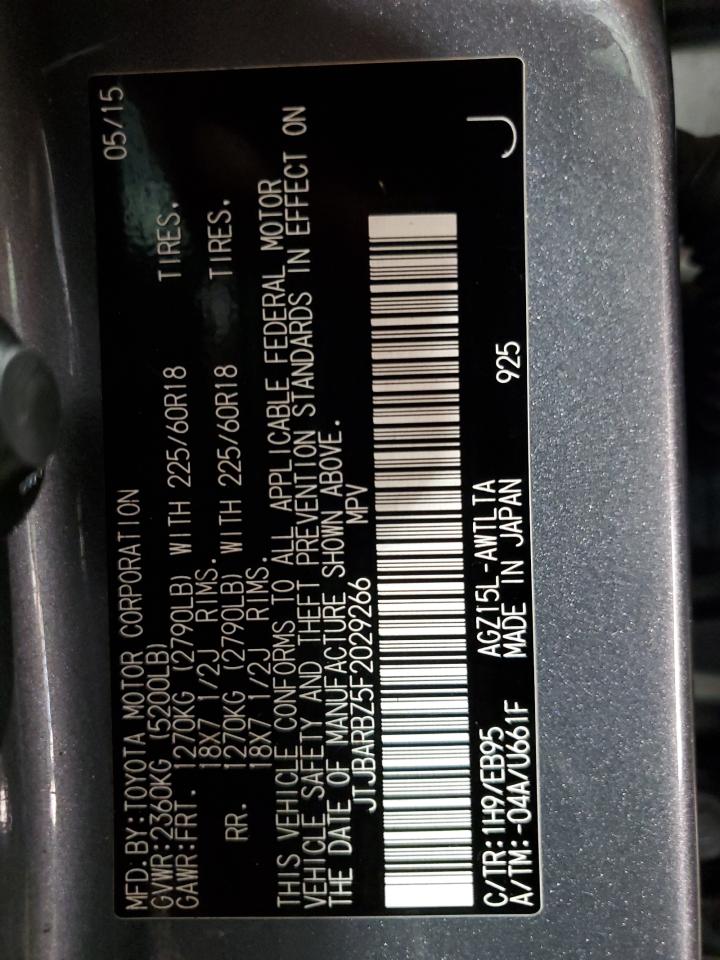 MFD.BY:TOYOTA MOTOR CORPORATION 05/15
GVWR:2360KG (5200LB)
GAWR:FRT. 1270KG (2790LB) WITH 225/60R18 TIRES.
18X7 1/2J RIMS.
RR. 1270KG (2790LB) WITH 225/60R18 TIRES.
18X7 1/2J RIMS.
THIS VEHICLE CONFORMS TO ALL APPLICABLE FEDERAL MOTOR
VEHICLE SAFETY AND THEFT PREVENTION STANDARDS IN EFFECT ON
THE DATE OF MANUFACTURE SHOWN ABOVE.
JTJBARBZ5F2029266 MPV
C/TR:1H9/EB95 AGZ15L-AWTLTA
A/TM:-04A/U661F MADE IN JAPAN 925 J